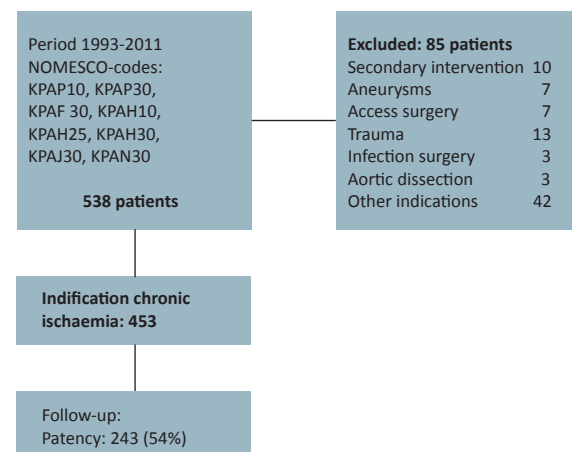 Period 1993-2011
NOMESCO-codes:
KPAP10, KPAP30,
KPAF 30, KPAH10,
KPAH25, KPAH30,
KPAJ30, KPAN30
538 patients
Excluded: 85 patients
Secondary intervention 10
Aneurysms 7
Access surgery 7
Trauma 13
Infection surgery 3
Aortic dissection 3
Other indications 42
Indification chronic
ischaemia: 453
Follow-up:
Patency: 243 (54%)